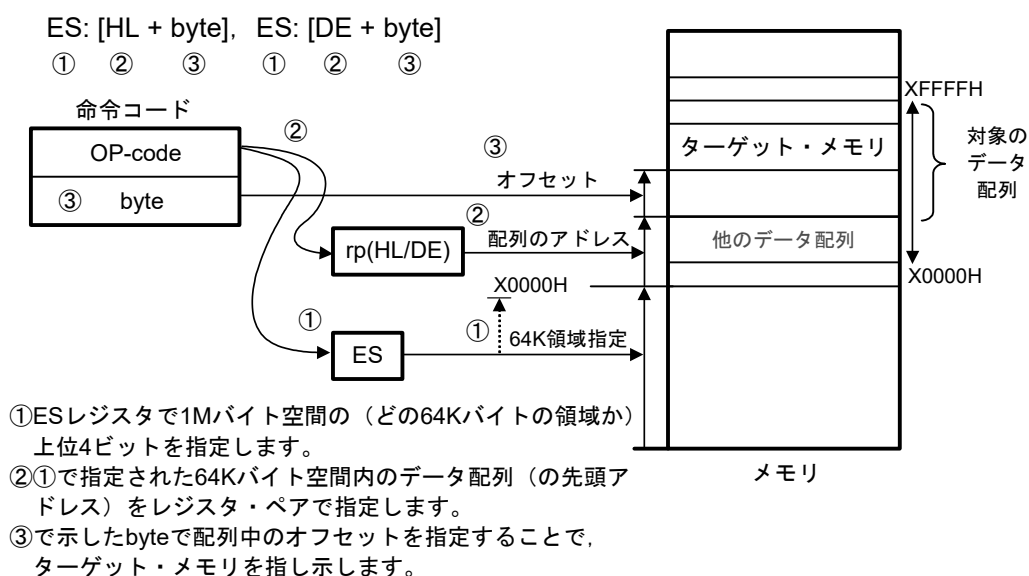 ES: [HL + byte], ES: [DE + byte]
① ② ③ ① ② ③
命令コード
OP-code
③ byte
②
③
オフセット
②
rp(HL/DE)
配列のアドレス
X0000H
①
ES
①
64K領域指定
XFFFFH
ターゲット・メモリ
対象の
データ
配列
他のデータ配列
X0000H
メモリ
①ESレジスタで1Mバイト空間の（どの64Kバイトの領域か）
上位4ビットを指定します。
②①で指定された64Kバイト空間内のデータ配列（の先頭ア
ドレス）をレジスタ・ペアで指定します。
③で示したbyteで配列中のオフセットを指定することで，
ターゲット・メモリを指し示します。